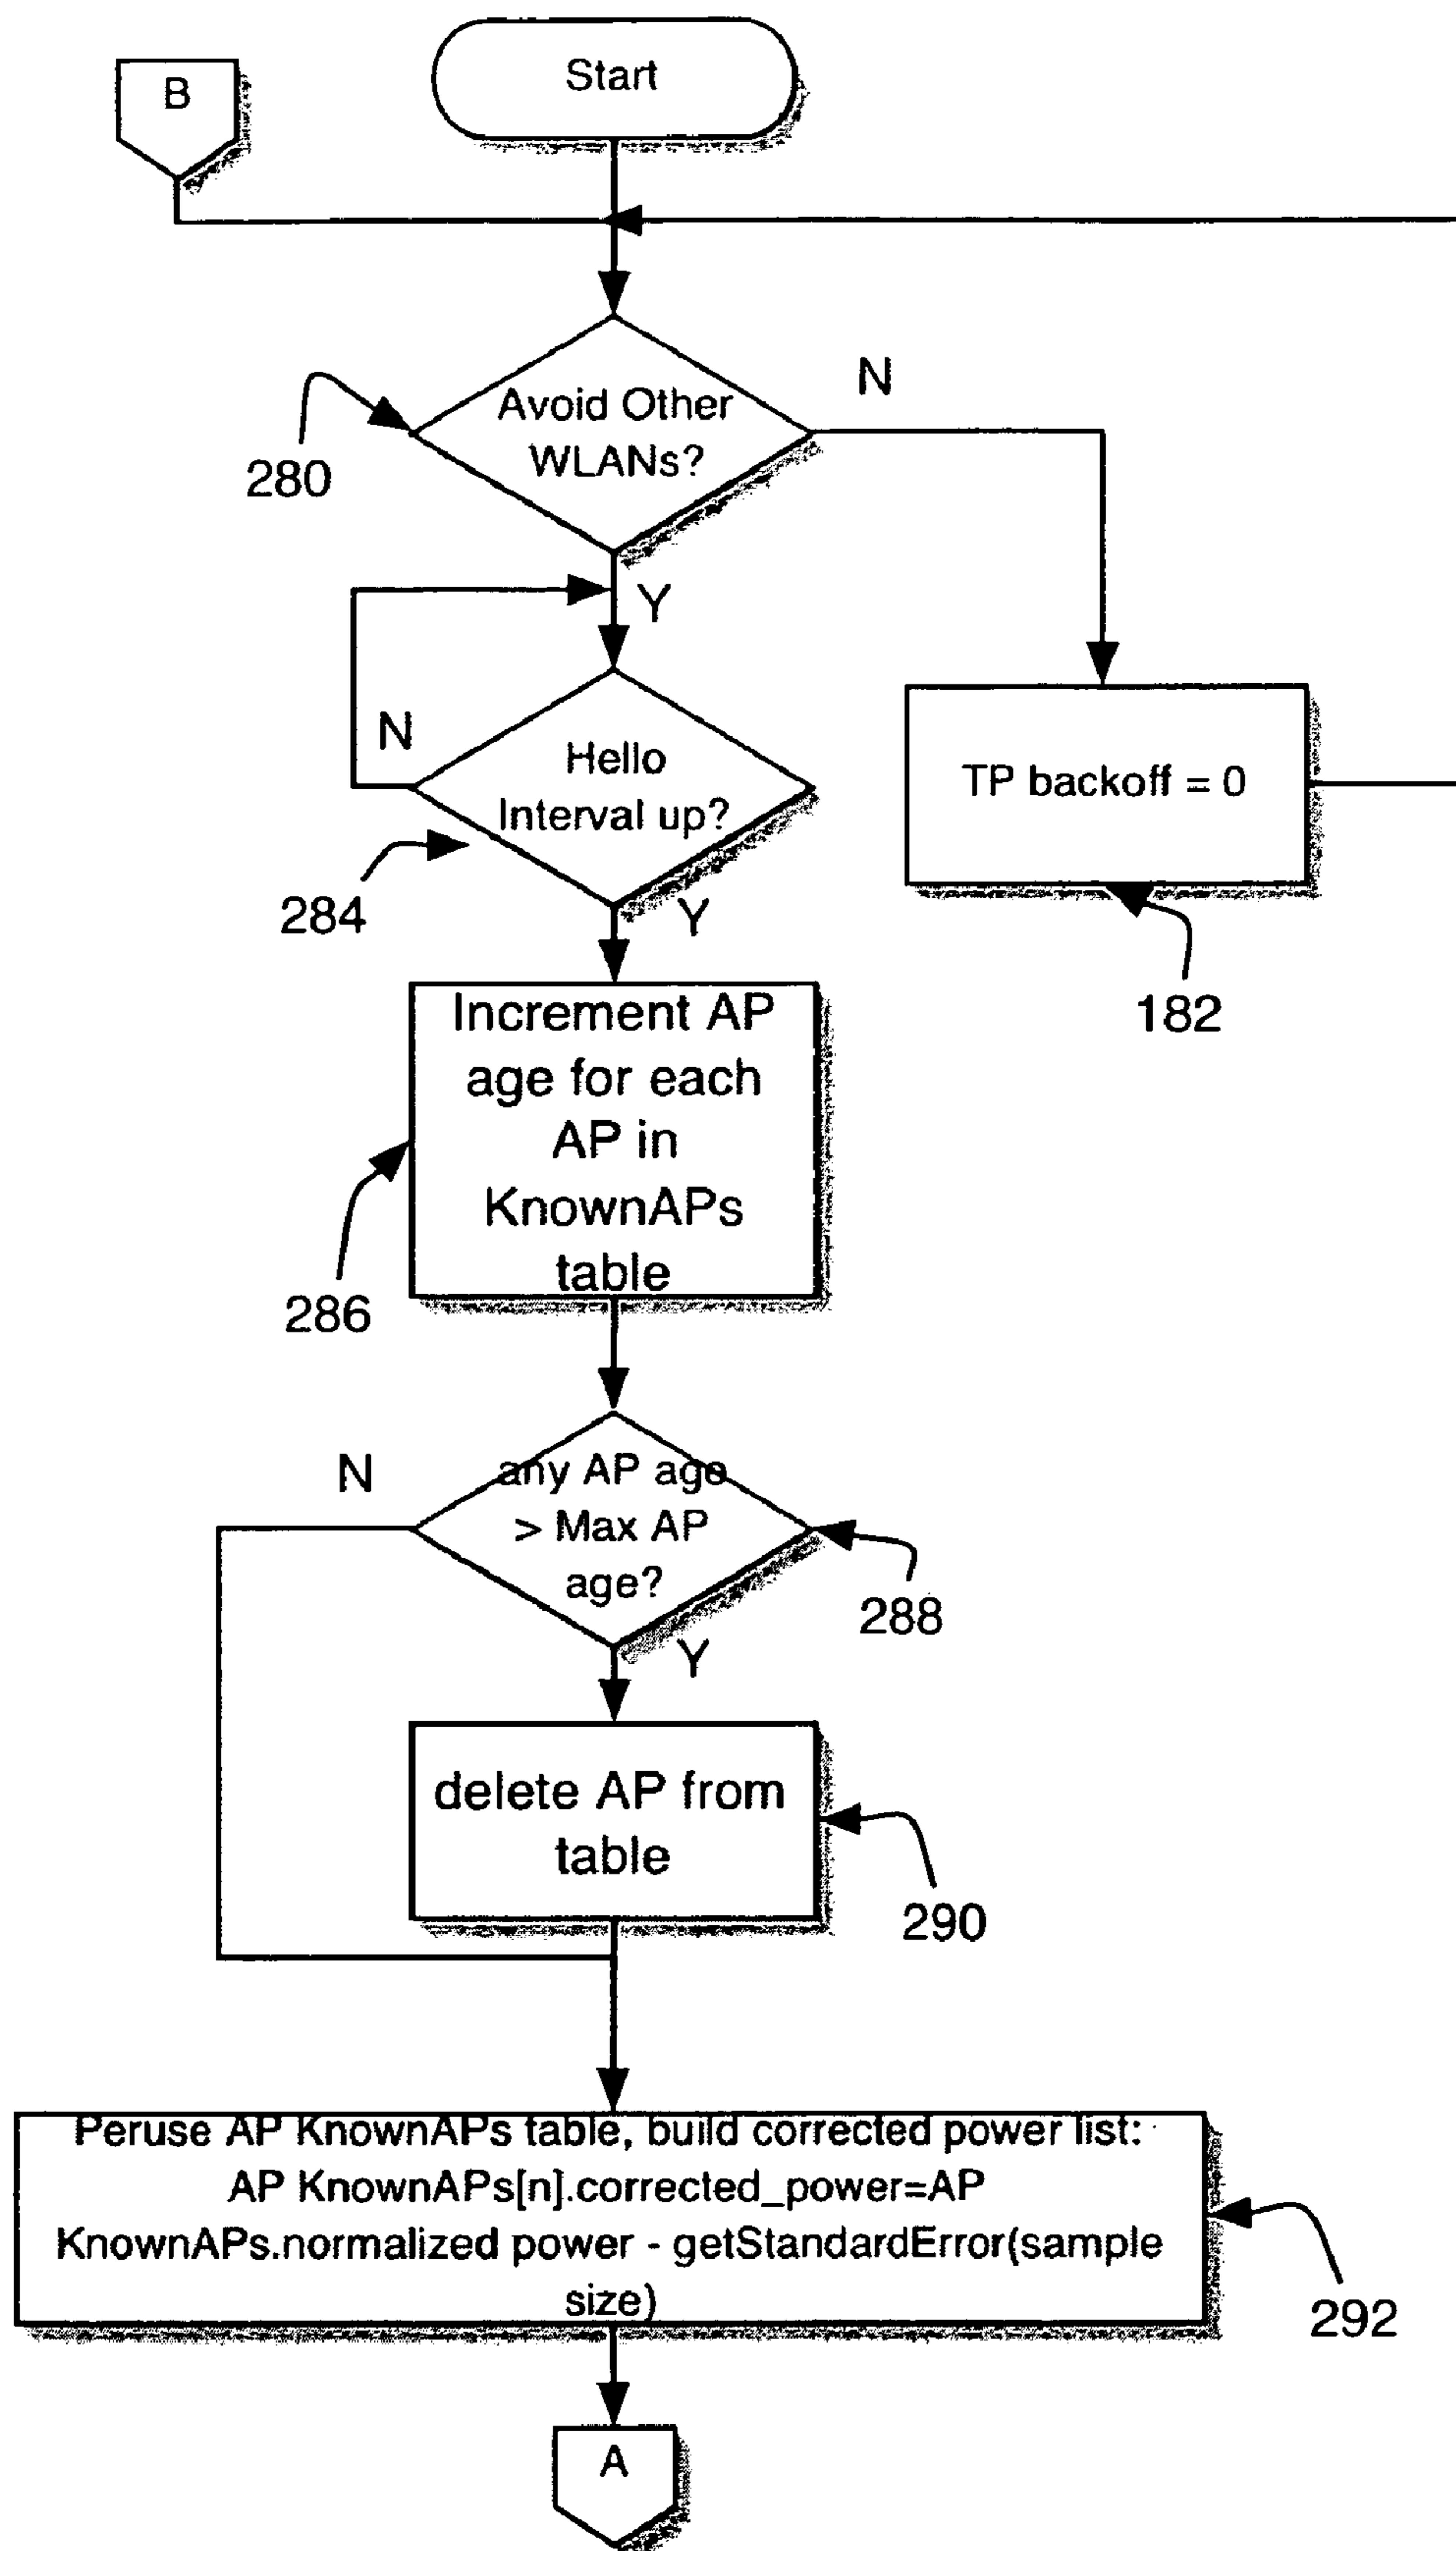 B
Start
Avoid Other
WLANs?
N
280
Y
N
Hello
Interval up?
TP backoff = 0
284
Y
182
Increment AP
age for each
AP in
KnownAPs
table
286
N
any AP age
> Max AP
age?
288
Y
delete AP from
table
290
Peruse AP KnownAPs table, build corrected power list:
AP KnownAPs[n].corrected_power=AP
KnownAPs.normalized power - getStandardError(sample
size)
292
A